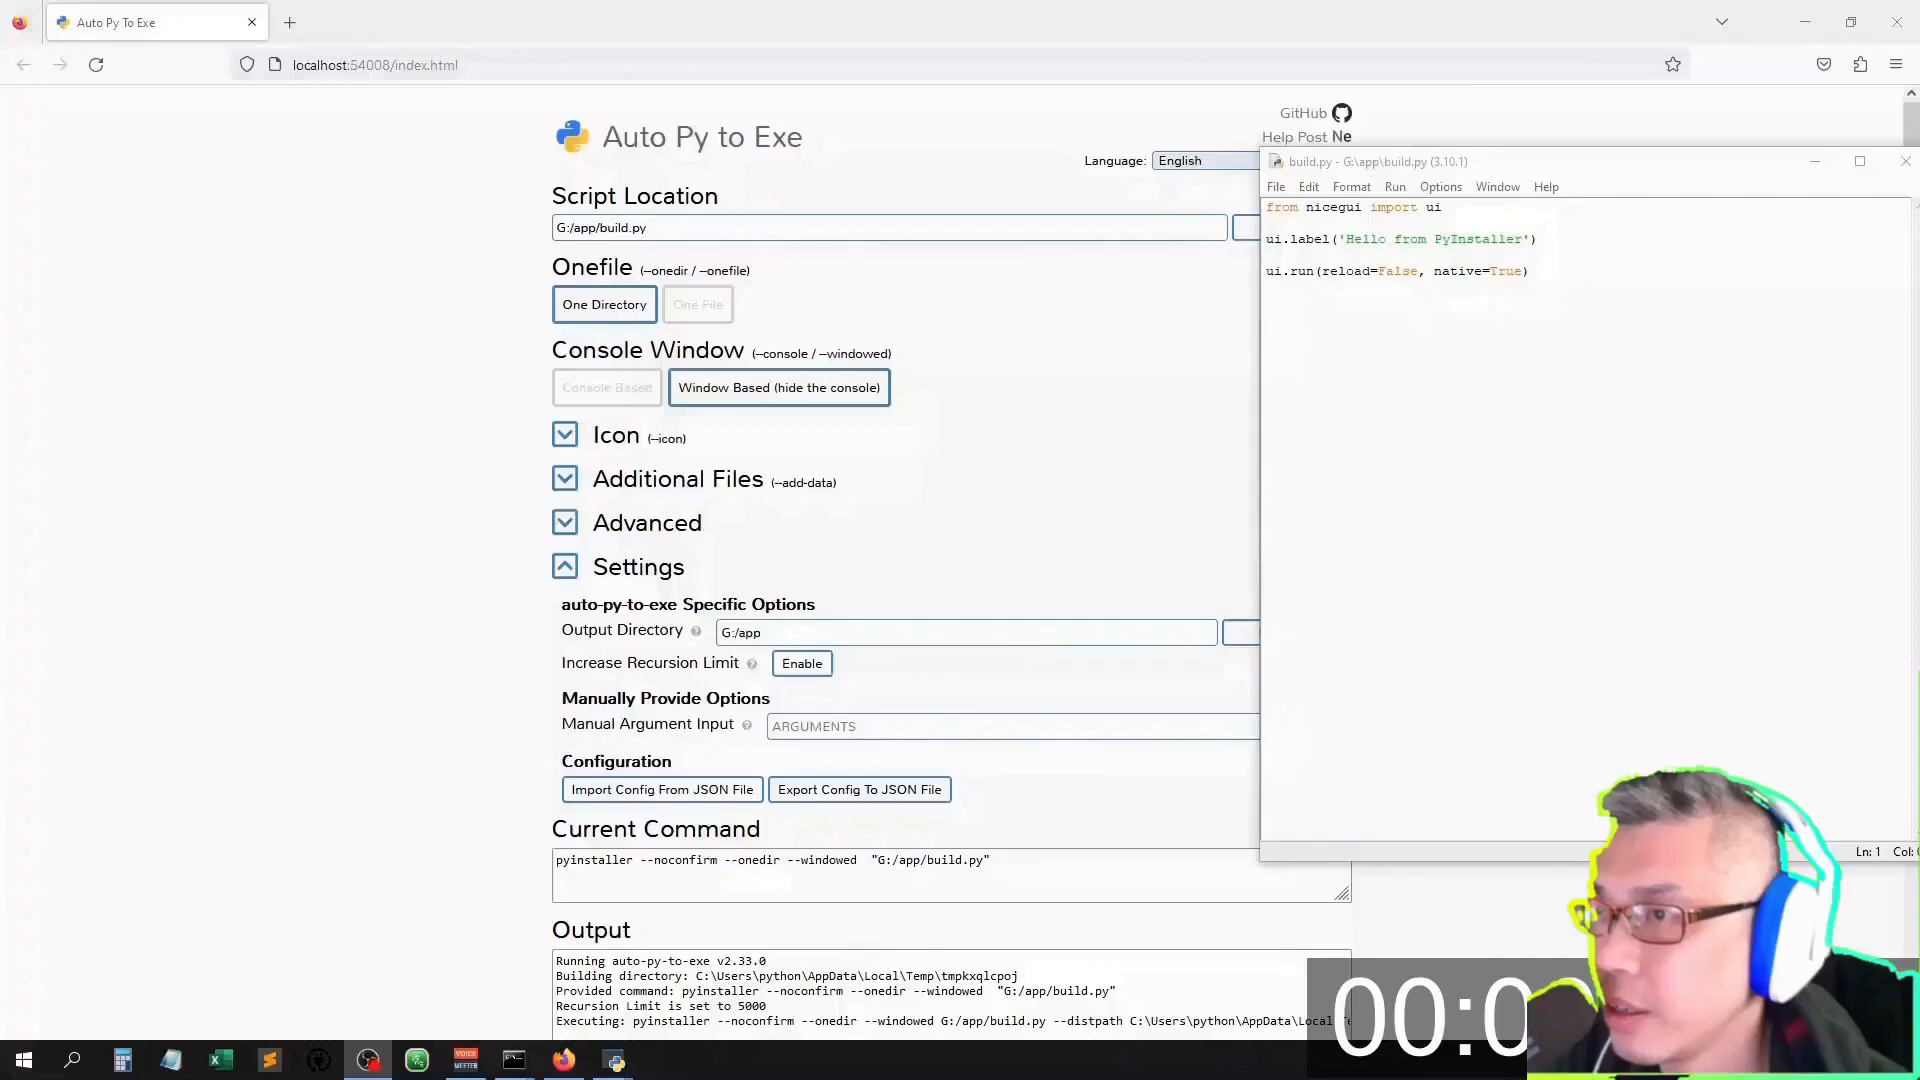 Auto Py To Exe
localhost:54008/index.html
GitHub
Help Post
Auto Py to Exe
Language: English
Script Location
G:/app/build.py
Onefile (--onedir / --onefile)
One Directory One File
Console Window (--console / --windowed)
Console Based Window Based (hide the console)
Icon (--icon)
Additional Files (--add-data)
Advanced
Settings
auto-py-to-exe Specific Options
Output Directory G:/app
Increase Recursion Limit Enable
Manually Provide Options
Manual Argument Input ARGUMENTS
Configuration
Import Config From JSON File Export Config To JSON File
Current Command
pyinstaller --noconfirm --onedir --windowed "G:/app/build.py"
Output
Running auto-py-to-exe v2.33.0
Building directory: C:\Users\python\AppData\Local\Temp\tmpkxqlcpoj
Provided command: pyinstaller --noconfirm --onedir --windowed "G:/app/build.py"
Recursion Limit is set to 5000
Executing: pyinstaller --noconfirm --onedir --windowed G:/app/build.py --distpath C:\Users\python\AppData\Local
build.py - G:\app\build.py (3.10.1)
File Edit Format Run Options Window Help
from nicegui import ui
ui.label('Hello from PyInstaller')
ui.run(reload=False, native=True)
Ln: 1 Col:
00:0
VOICE
MEETER